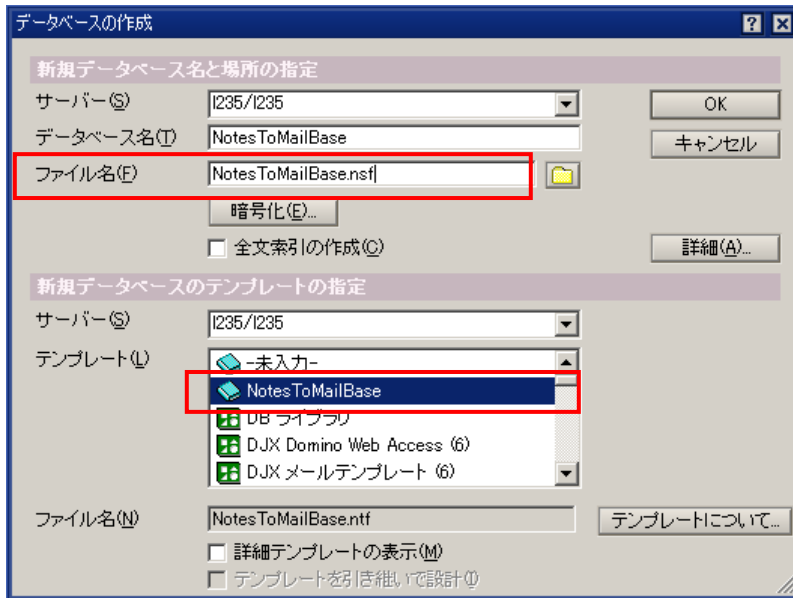 データベースの作成
新規データベース名と場所の指定
サーバー(S) I235/I235 OK
データベース名(T) NotesToMailBase キャンセル
ファイル名(F) NotesToMailBase.nsf
暗号化(E)...
全文索引の作成(C) 詳細(A)...
新規データベースのテンプレートの指定
サーバー(S) I235/I235
テンプレート(L) -未入力-
NotesToMailBase
DB ライブラリ
DJX Domino Web Access (6)
DJX メールテンプレート (6)
ファイル名(N) NotesToMailBase.ntf テンプレートについて...
詳細テンプレートの表示(M)
テンプレートを引き継いで設計(I)